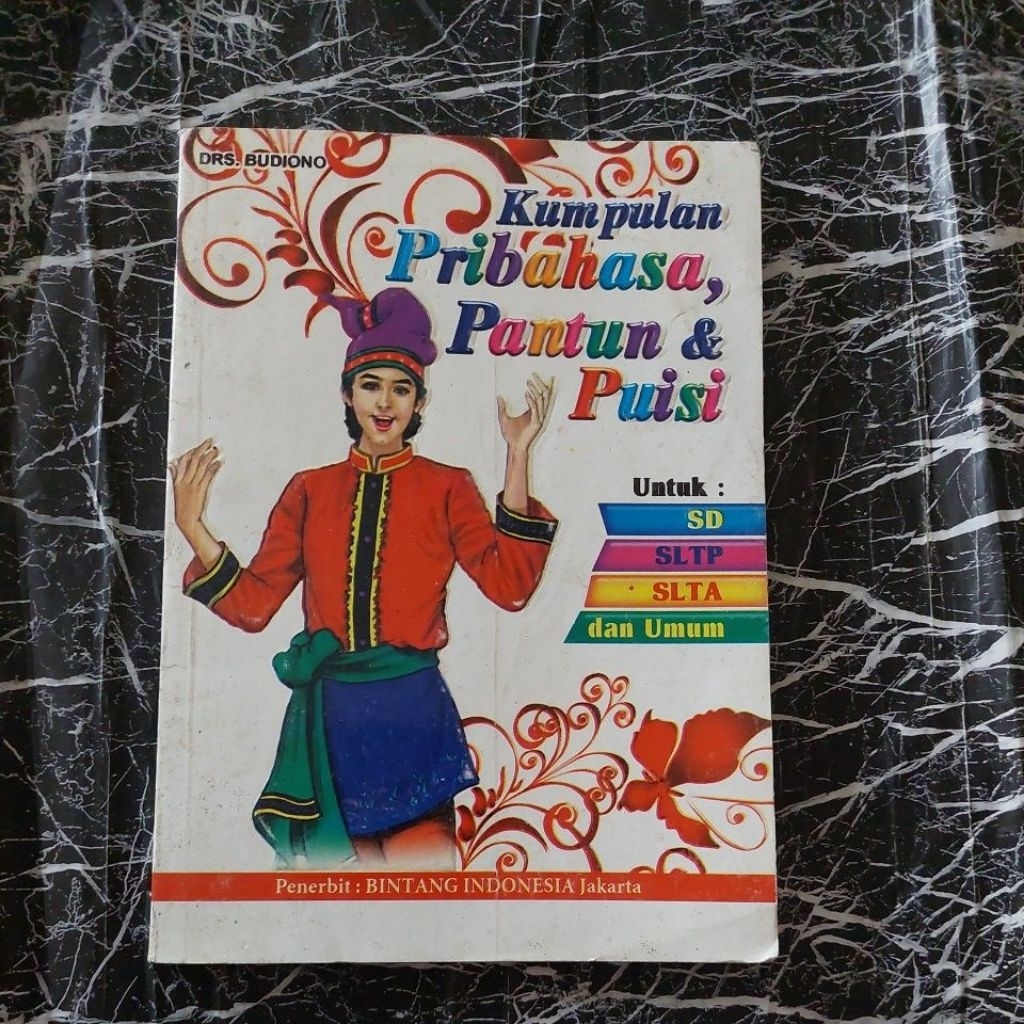 DRS. BUDIONO
Kumpulan
Pribahasa,
Pantun &
Puisi
Untuk :
SD
SLTP
SLTA
dan Umum
Penerbit : BINTANG INDONESIA Jakarta